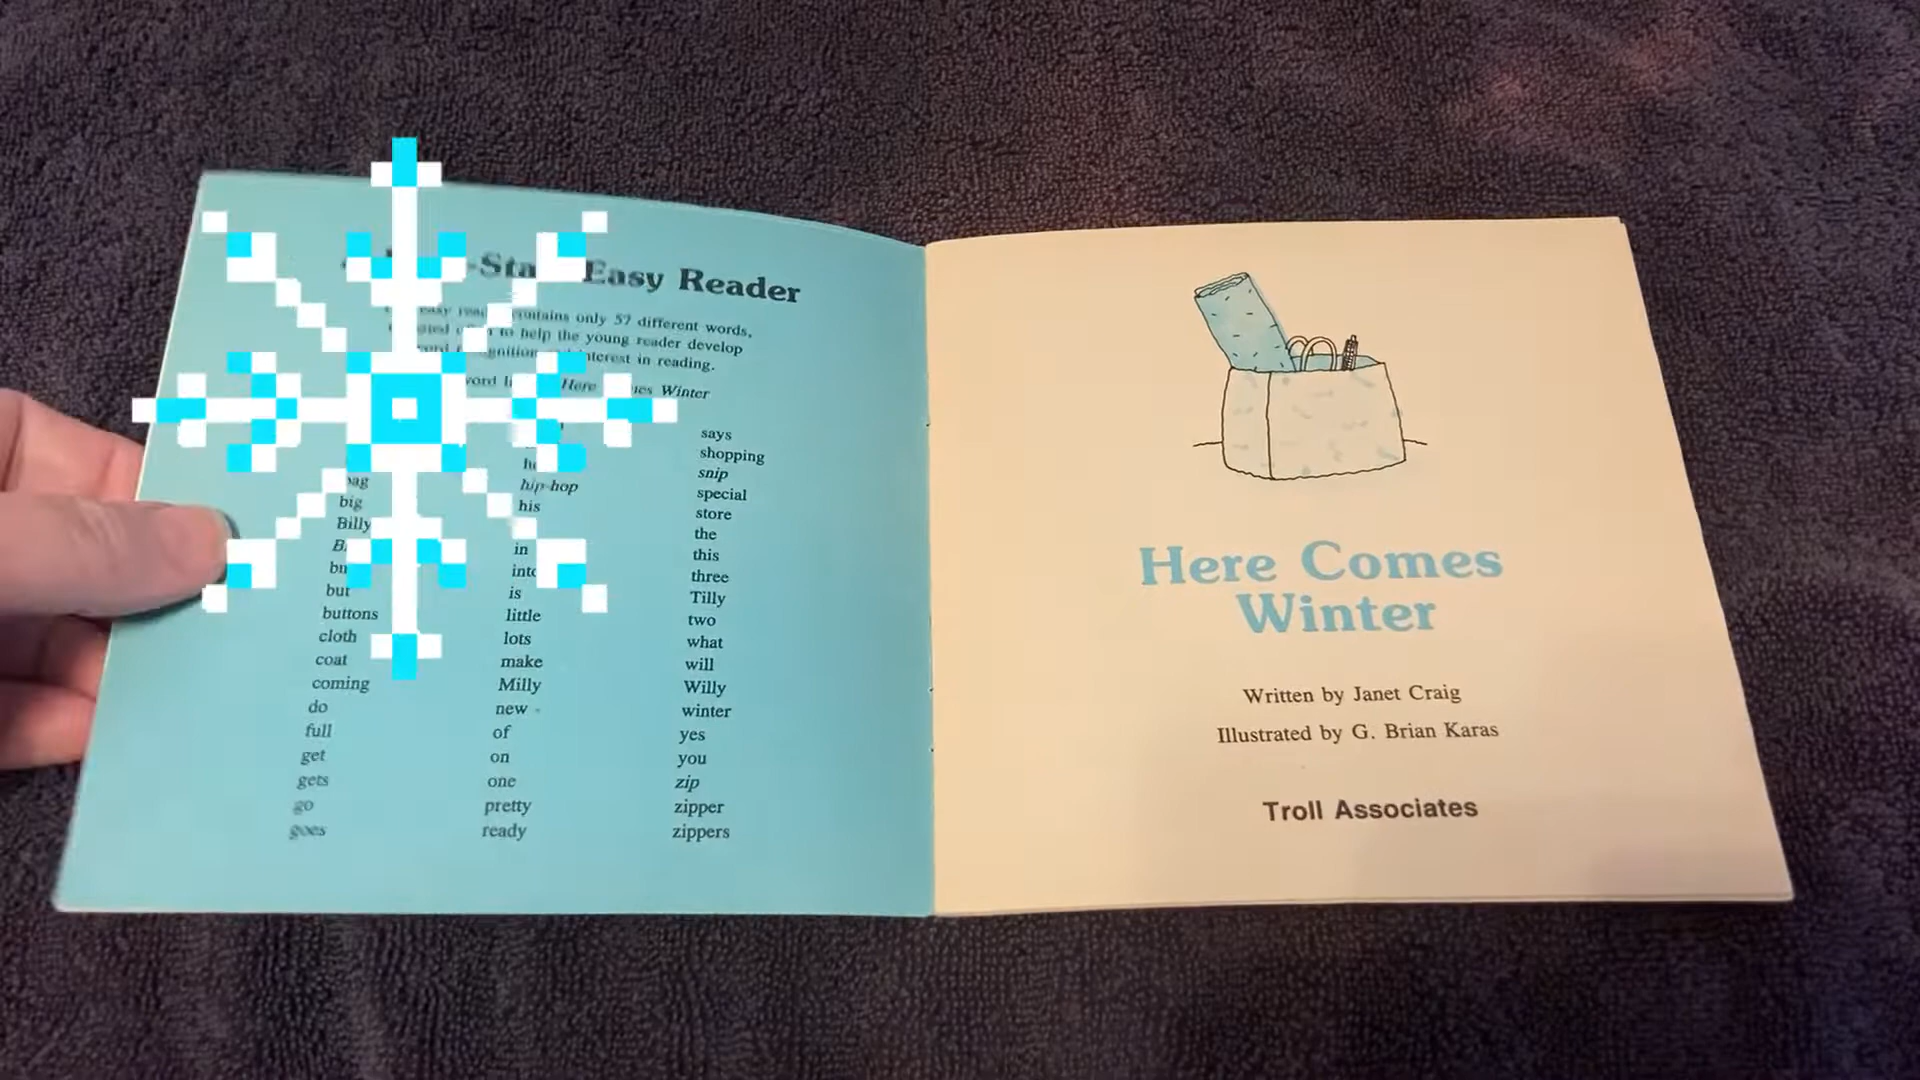 Easy Reader
contains only 57 different words,
to help the young reader develop
interest in reading.
Here Winter
big
Billy
but
buttons
cloth
coat
coming
do
full
get
gets
go
goes
hip-hop
his
in
is
little
lots
make
Milly
new
of
on
one
pretty
ready
says
shopping
snip
special
store
the
this
three
Tilly
two
what
will
Willy
winter
yes
you
zip
zipper
zippers
Here Comes
Winter
Written by Janet Craig
Illustrated by G. Brian Karas
Troll Associates